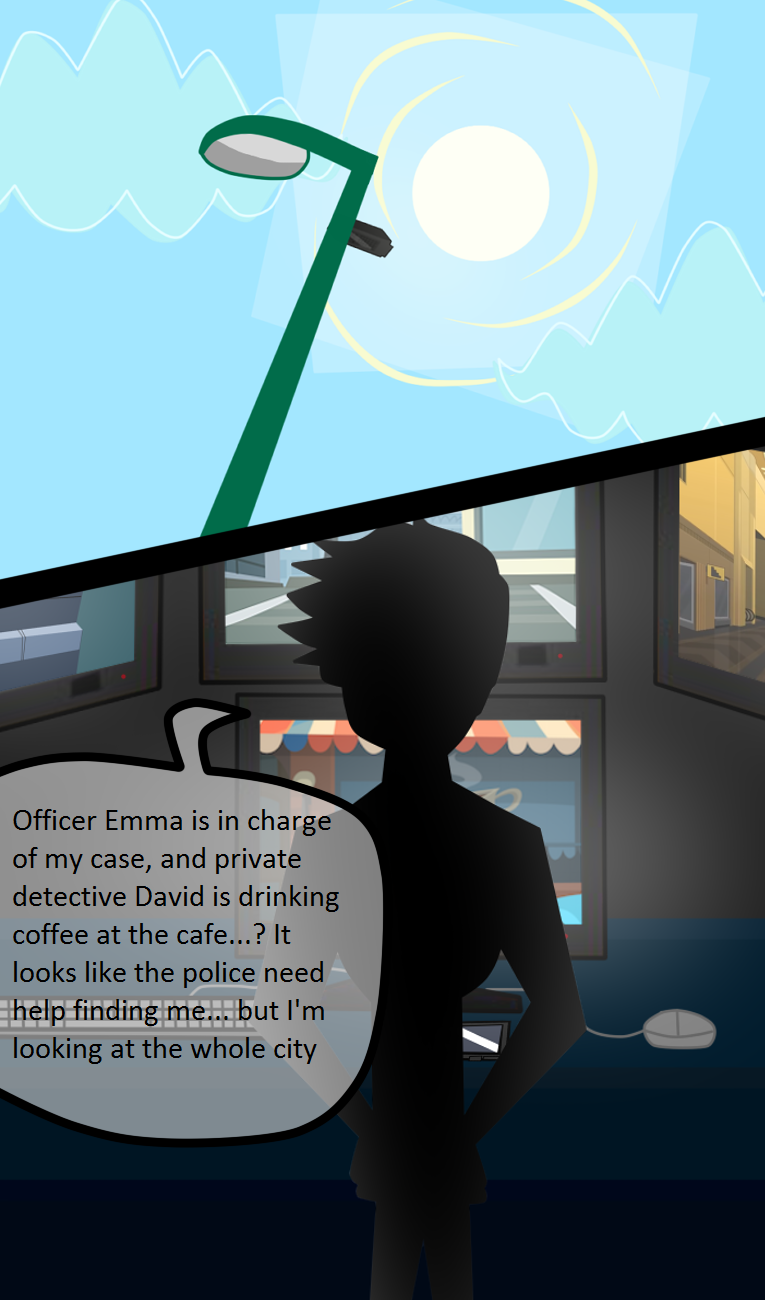 Officer Emma is in charge
of my case, and private
detective David is drinking
coffee at the cafe...? It
looks like the police need
help finding me... but I'm
looking at the whole city